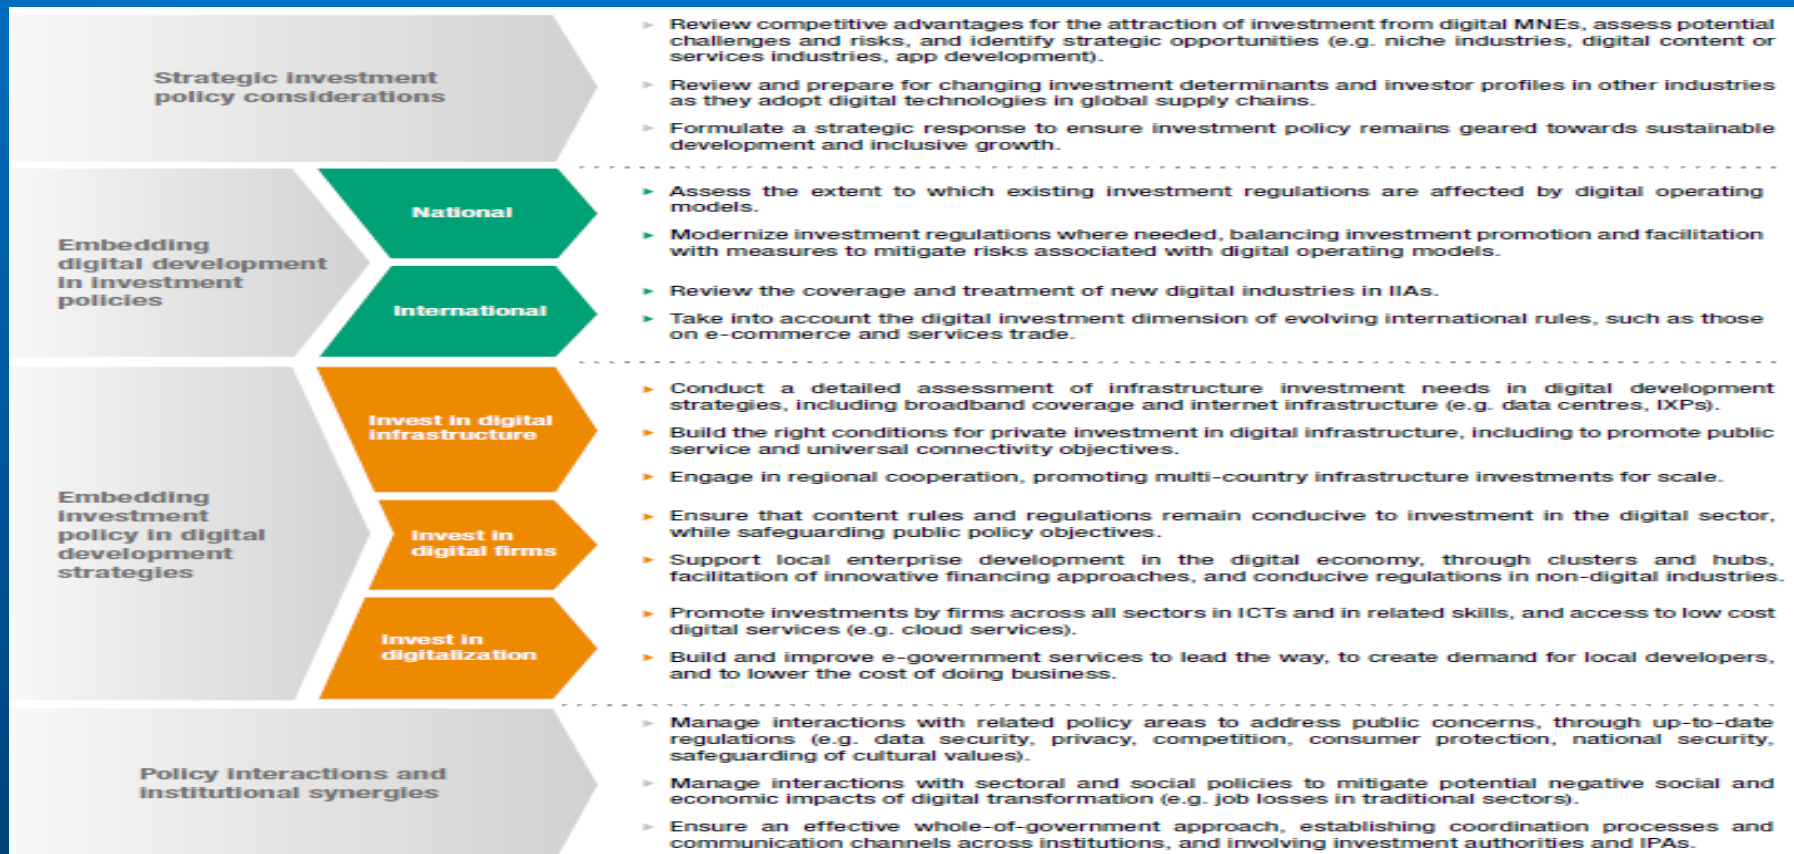 Strategic investment
policy considerations
Review competitive advantages for the attraction of investment from digital MNEs, assess potential
challenges and risks, and identify strategic opportunities (e.g. niche industries, digital content or
services industries, app development).
Review and prepare for changing investment determinants and investor profiles in other industries
as they adopt digital technologies in global supply chains.
Formulate a strategic response to ensure investment policy remains geared towards sustainable
development and inclusive growth.
Embedding
digital development
in investment
policies
National
Assess the extent to which existing investment regulations are affected by digital operating
models.
Modernize investment regulations where needed, balancing investment promotion and facilitation
with measures to mitigate risks associated with digital operating models.
International
Review the coverage and treatment of new digital industries in IIAs.
Take into account the digital investment dimension of evolving international rules, such as those
on e-commerce and services trade.
Embedding
investment
policy in digital
development
strategies
Invest in digital
infrastructure
Conduct a detailed assessment of infrastructure investment needs in digital development
strategies, including broadband coverage and internet infrastructure (e.g. data centres, IXPs).
Build the right conditions for private investment in digital infrastructure, including to promote public
service and universal connectivity objectives.
Engage in regional cooperation, promoting multi-country infrastructure investments for scale.
Invest in
digital firms
Ensure that content rules and regulations remain conducive to investment in the digital sector,
while safeguarding public policy objectives.
Support local enterprise development in the digital economy, through clusters and hubs,
facilitation of innovative financing approaches, and conducive regulations in non-digital industries.
Invest in
digitalization
Promote investments by firms across all sectors in ICTs and in related skills, and access to low cost
digital services (e.g. cloud services).
Build and improve e-government services to lead the way, to create demand for local developers,
and to lower the cost of doing business.
Policy interactions and
institutional synergies
Manage interactions with related policy areas to address public concerns, through up-to-date
regulations (e.g. data security, privacy, competition, consumer protection, national security,
safeguarding of cultural values).
Manage interactions with sectoral and social policies to mitigate potential negative social and
economic impacts of digital transformation (e.g. job losses in traditional sectors).
Ensure an effective whole-of-government approach, establishing coordination processes and
communication channels across institutions, and involving investment authorities and IPAs.